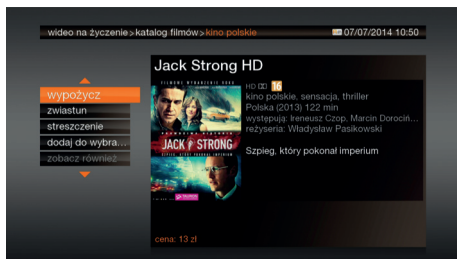 wideo na życzenie > katalog filmów > kino polskie
07/07/2014 10:50
Jack Strong HD
wypożycz
zwiastun
streszczenie
dodaj do wybra...
zobacz również
JACK STRONG
HD
16
kino polskie, sensacja, thriller
Polska (2013) 122 min
występują: Ireneusz Czop, Marcin Dorocin...
reżyseria: Władysław Pasikowski
Szpieg, który pokonał imperium
cena: 13 zł